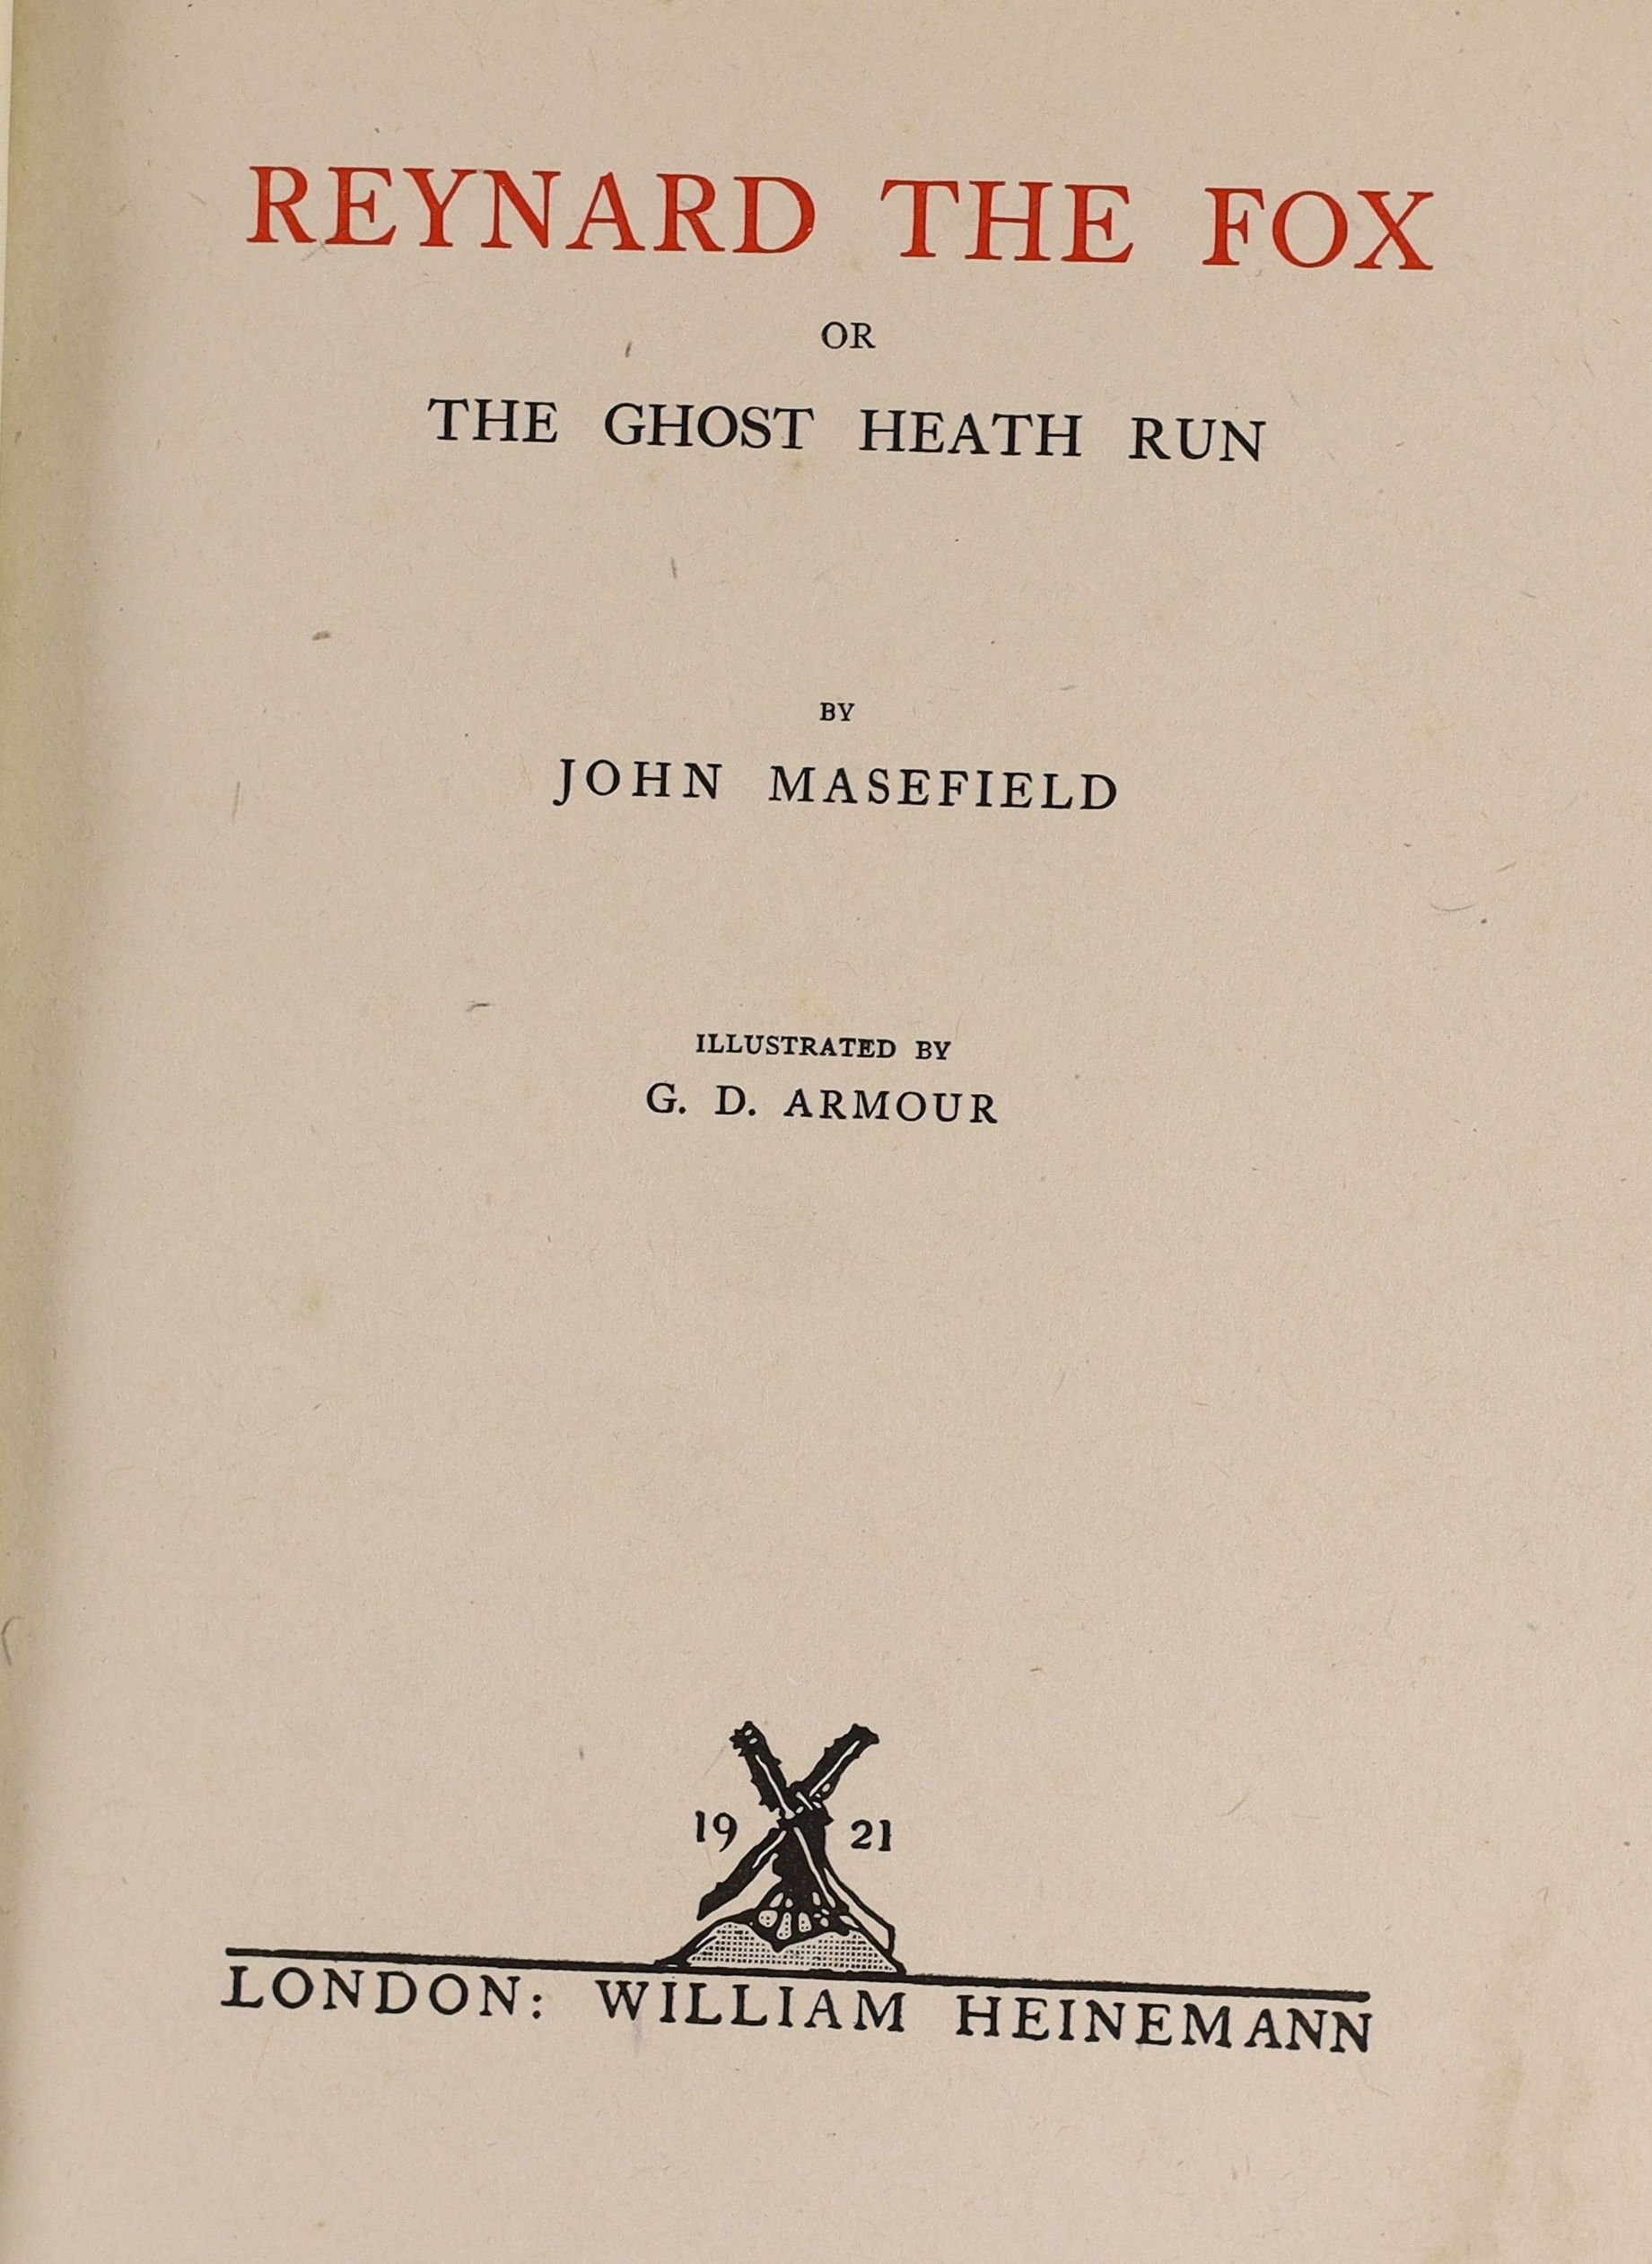 REYNARD THE FOX
OR
THE GHOST HEATH RUN
BY
JOHN MASEFIELD
ILLUSTRATED BY
G. D. ARMOUR
19 21
LONDON: WILLIAM HEINEMANN